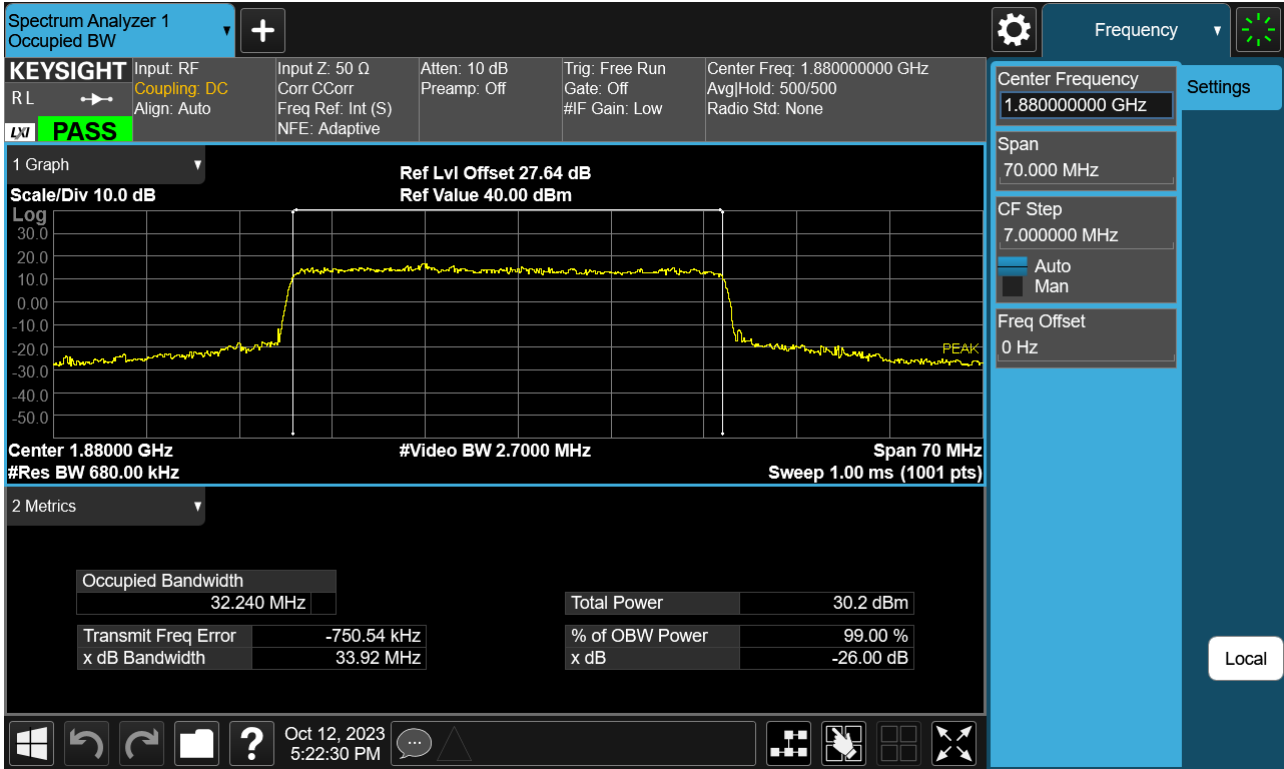 Spectrum Analyzer 1
Occupied BW
Frequency
KEYSIGHT
R L
LXI
PASS
Input: RF
Coupling: DC
Align: Auto
Input Z: 50 Ω
Corr CCorr
Freq Ref: Int (S)
NFE: Adaptive
Atten: 10 dB
Preamp: Off
Trig: Free Run
Gate: Off
#IF Gain: Low
Center Freq: 1.880000000 GHz
Avg|Hold: 500/500
Radio Std: None
Center Frequency
1.880000000 GHz
Settings
Span
70.000 MHz
CF Step
7.000000 MHz
Auto
Man
Freq Offset
0 Hz
1 Graph
Scale/Div 10.0 dB
Ref Lvl Offset 27.64 dB
Ref Value 40.00 dBm
Log
30.0
20.0
10.0
0.00
-10.0
-20.0
-30.0
-40.0
-50.0
PEAK
Center 1.88000 GHz
#Video BW 2.7000 MHz
Span 70 MHz
#Res BW 680.00 kHz
Sweep 1.00 ms (1001 pts)
2 Metrics
Occupied Bandwidth
32.240 MHz
Total Power 30.2 dBm
Transmit Freq Error -750.54 kHz
% of OBW Power 99.00 %
x dB Bandwidth 33.92 MHz
x dB -26.00 dB
Local
?
Oct 12, 2023
5:22:30 PM